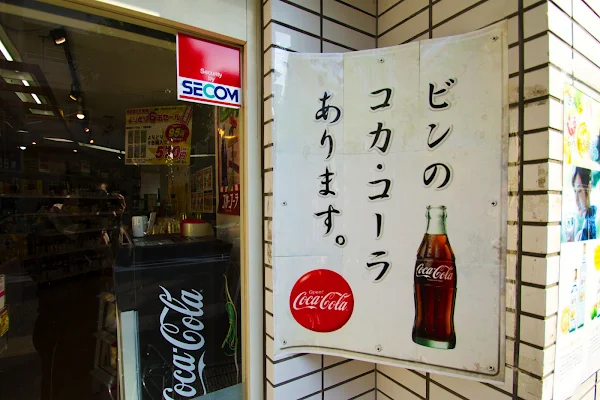 ビンの
コカ・コーラ
あります。
Open!
Coca-Cola
Coca-Cola
Security
by
SECOM
Coca-Cola